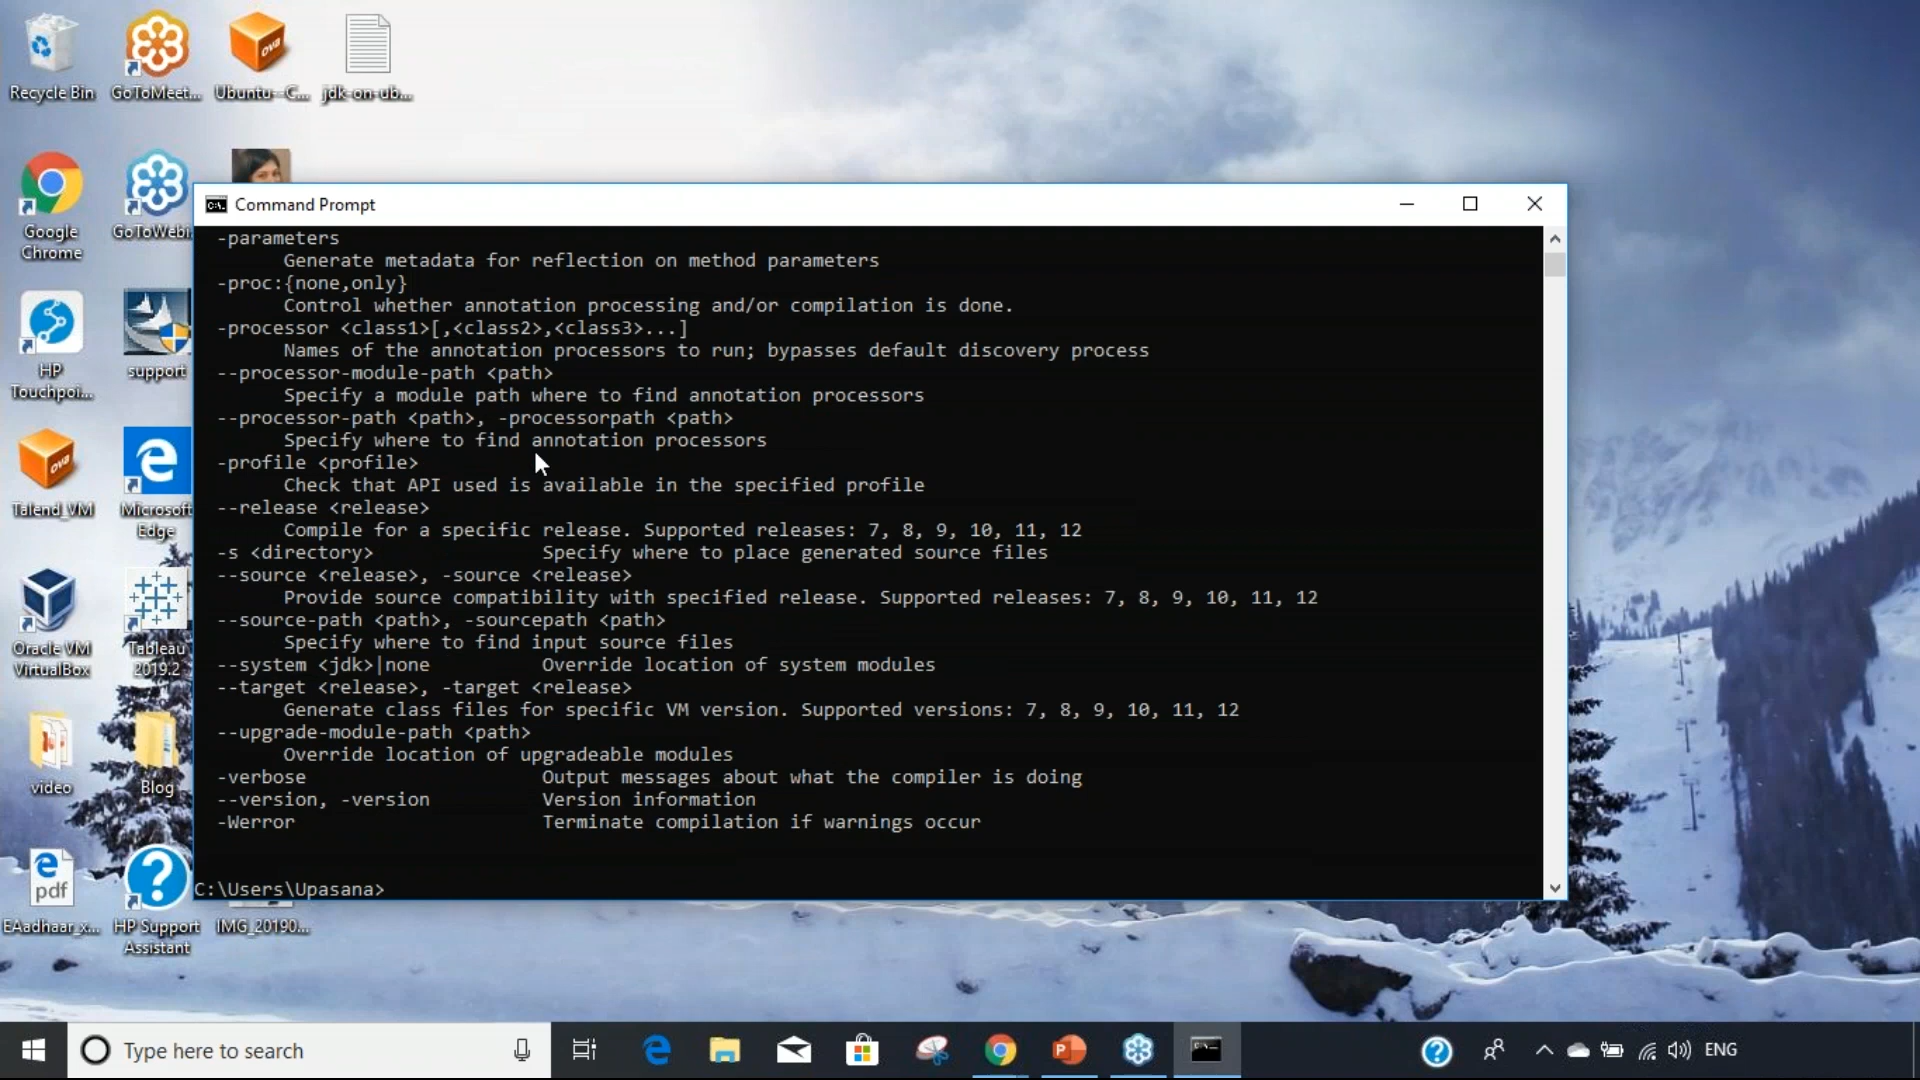 Recycle Bin
GoToMeet...
Ubuntu--C...
jdk-on-ub...
Google
Chrome
GoToWebi
HP
Touchpoi...
support
Talend_VM
Microsoft
Edge
Oracle VM
VirtualBox
Tableau
2019.2
video
Blog
pdf
EAadhaar_x...
HP Support
Assistant
IMG_20190...
ova
ova
C:\.
Command Prompt
-parameters
Generate metadata for reflection on method parameters
-proc:{none,only}
Control whether annotation processing and/or compilation is done.
-processor <class1>[,<class2>,<class3>...]
Names of the annotation processors to run; bypasses default discovery process
--processor-module-path <path>
Specify a module path where to find annotation processors
--processor-path <path>, -processorpath <path>
Specify where to find annotation processors
-profile <profile>
Check that API used is available in the specified profile
--release <release>
Compile for a specific release. Supported releases: 7, 8, 9, 10, 11, 12
-s <directory> Specify where to place generated source files
--source <release>, -source <release>
Provide source compatibility with specified release. Supported releases: 7, 8, 9, 10, 11, 12
--source-path <path>, -sourcepath <path>
Specify where to find input source files
--system <jdk>|none Override location of system modules
--target <release>, -target <release>
Generate class files for specific VM version. Supported versions: 7, 8, 9, 10, 11, 12
--upgrade-module-path <path>
Override location of upgradeable modules
-verbose Output messages about what the compiler is doing
--version, -version Version information
-Werror Terminate compilation if warnings occur
C:\Users\Upasana>
Type here to search
ENG